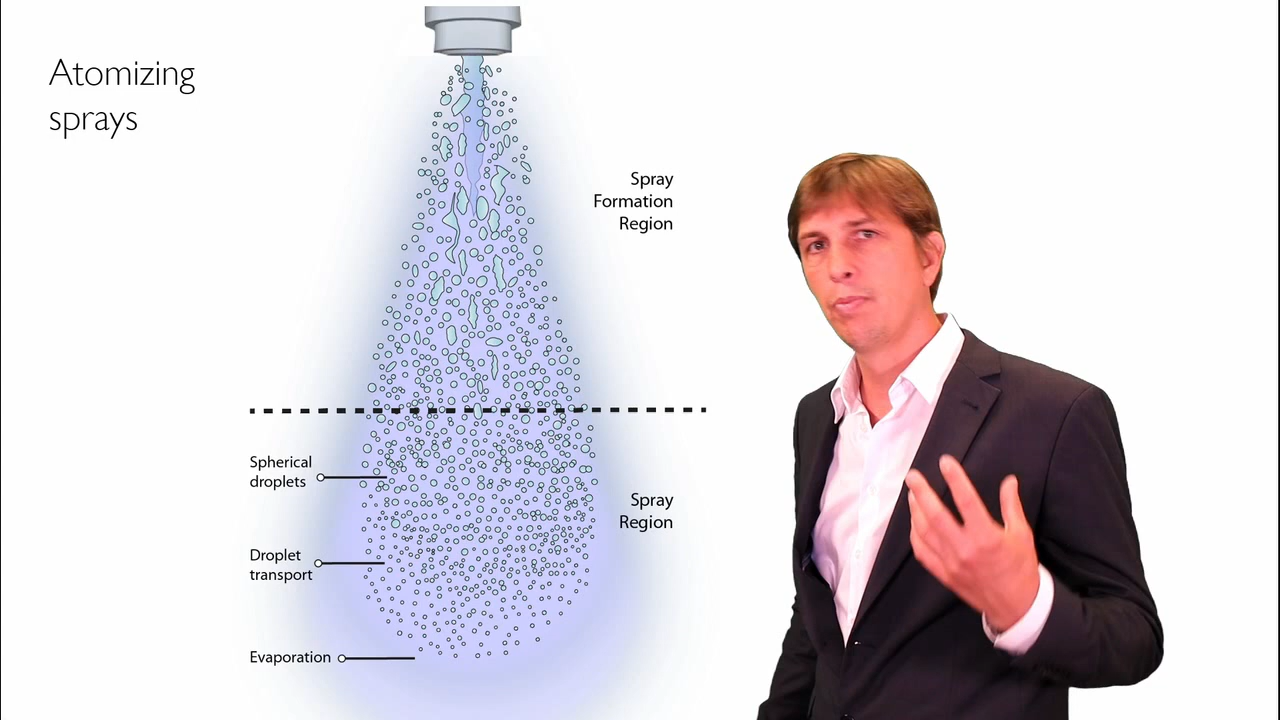 Atomizing
sprays
Spray
Formation
Region
Spherical
droplets
Spray
Region
Droplet
transport
Evaporation